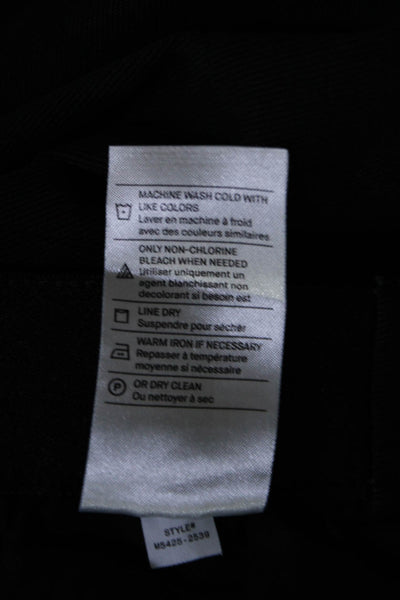 MACHINE WASH COLD WITH
LIKE COLORS
Laver en machine à froid
avec des couleurs similaires
ONLY NON-CHLORINE
BLEACH WHEN NEEDED
Utiliser uniquement un
agent blanchissant non
decolorant si besoin est
LINE DRY
Suspendre pour sécher
WARM IRON IF NECESSARY
Repasser à température
moyenne si nécessaire
P
OR DRY CLEAN
Ou nettoyer à sec
STYLE#
M5425-2539